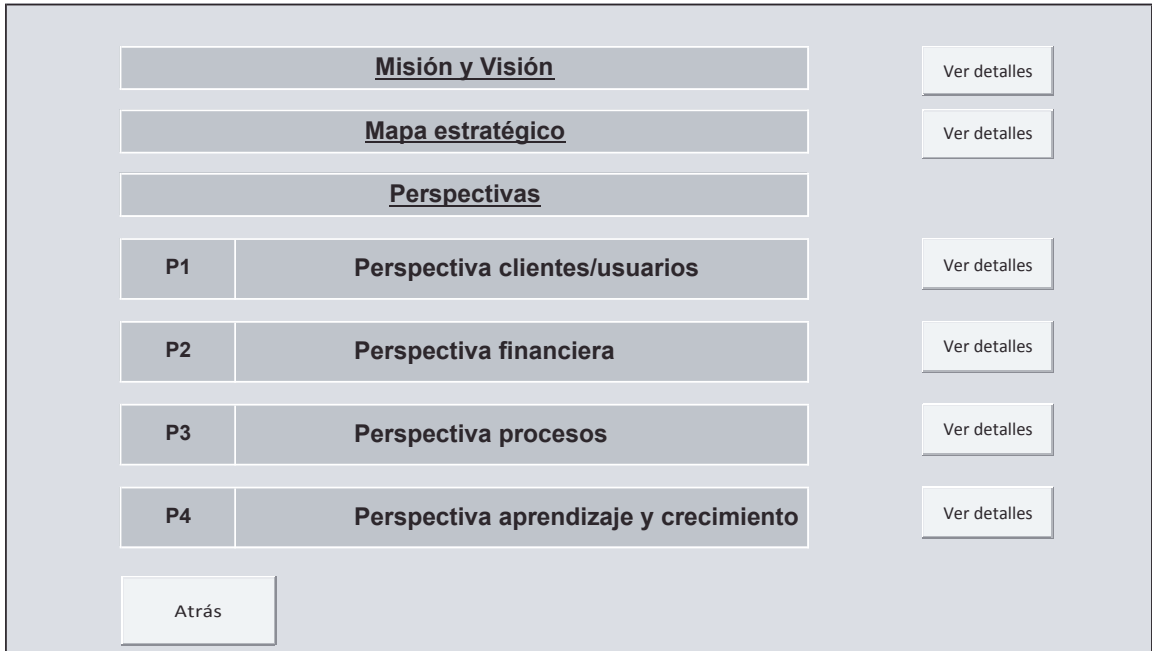 Misión y Visión Ver detalles
Mapa estratégico Ver detalles
Perspectivas
P1 Perspectiva clientes/usuarios Ver detalles
P2 Perspectiva financiera Ver detalles
P3 Perspectiva procesos Ver detalles
P4 Perspectiva aprendizaje y crecimiento Ver detalles
Atrás